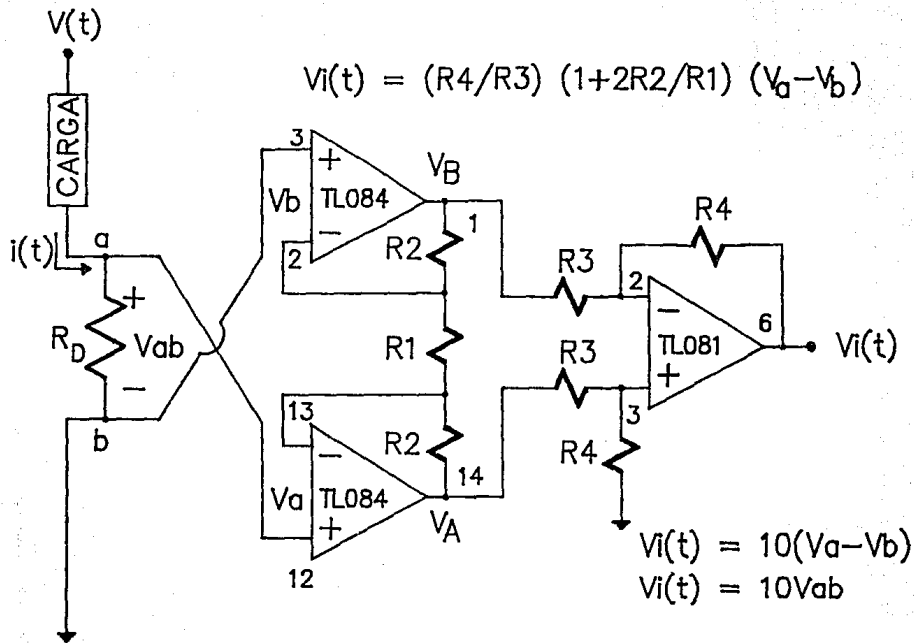 V(t)
Vi(t) = (R4/R3) (1+2R2/R1) (Va-Vb)
CARGA
3
+
TL084
VB
Vb
1
-
2
R2
R4
i(t)
a
R3
2
-
6
+
RD
Vab
R1
TL081
Vi(t)
R3
+
-
13
3
b
-
R2
R4
14
Va
TL084
+
VA
12
Vi(t) = 10(Va-Vb)
Vi(t) = 10Vab